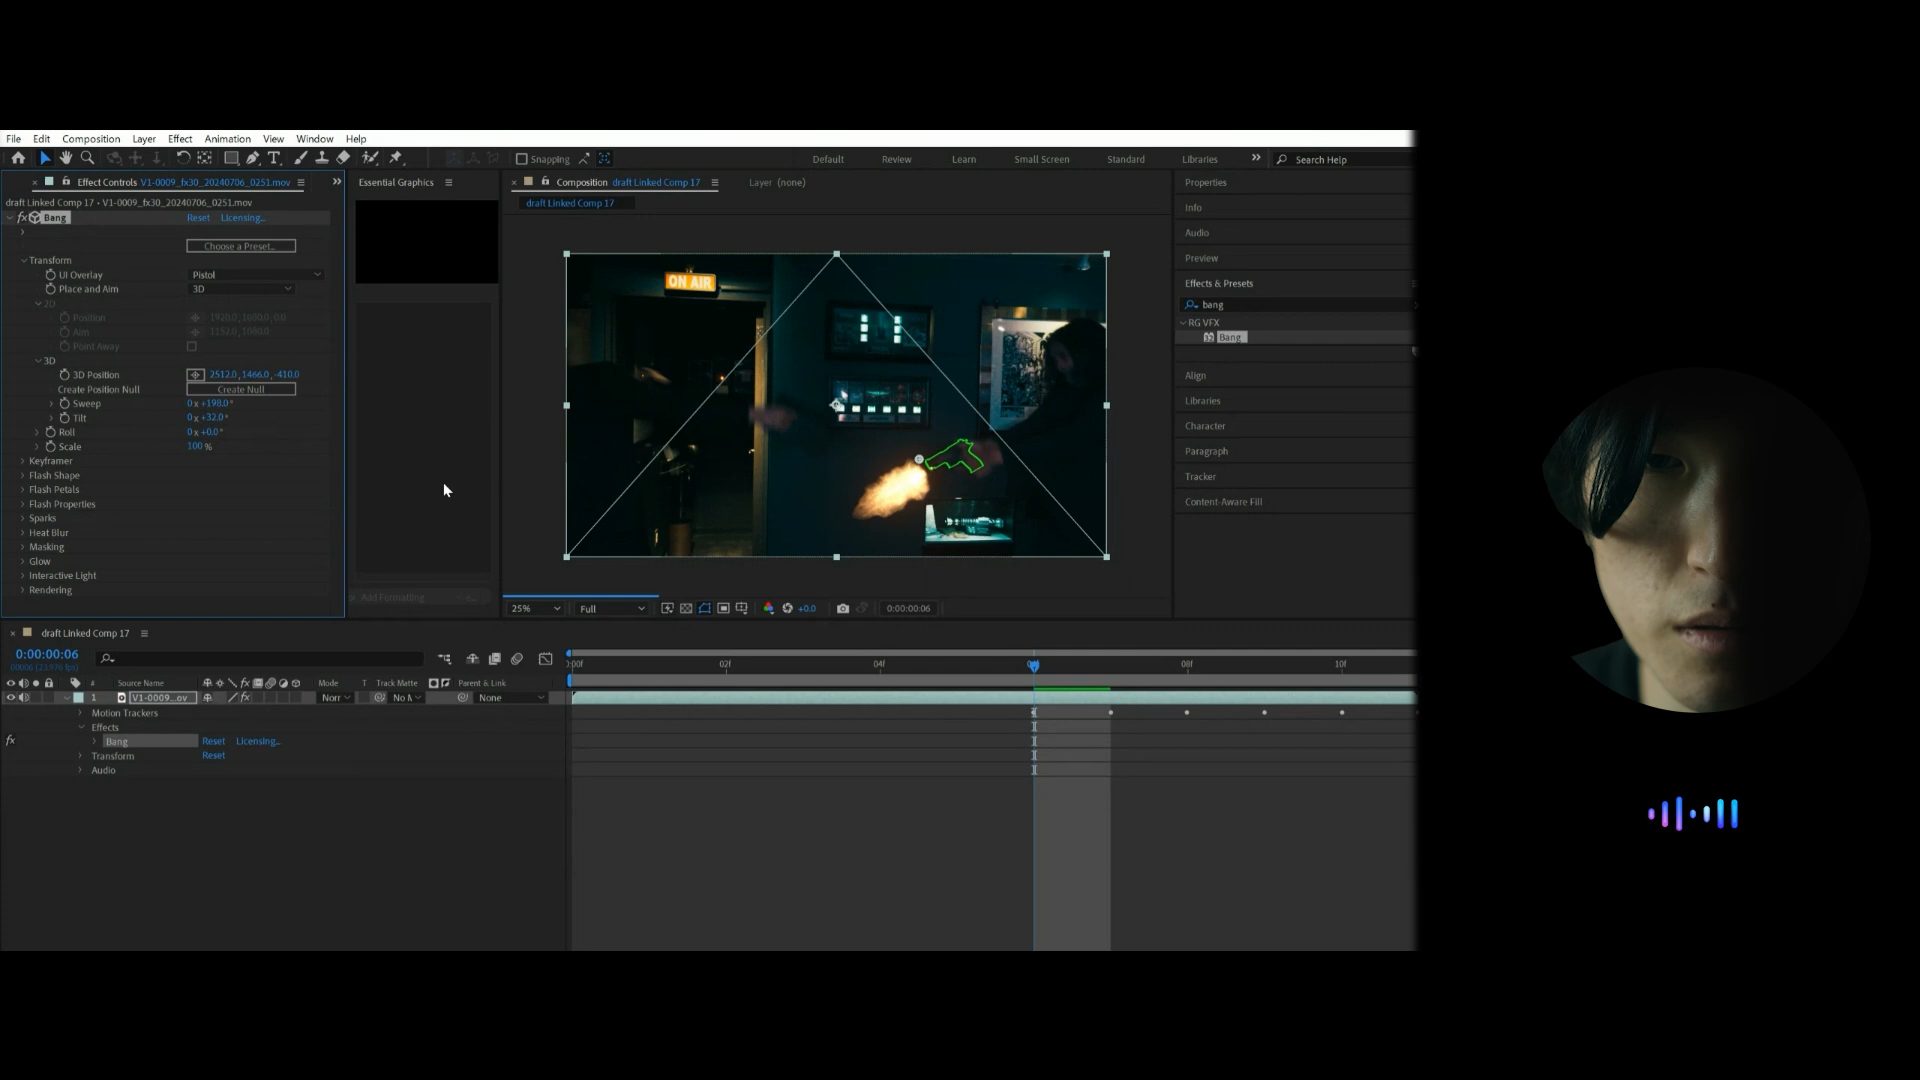 File Edit Composition Layer Effect Animation View Window Help
Snapping Default Review Learn Small Screen Standard Libraries Search Help
Effect Controls V1-0009_fx30_20240706_0251.mov
Essential Graphics
Composition draft Linked Comp 17
Layer (none)
draft Linked Comp 17 • V1-0009_fx30_20240706_0251.mov
draft Linked Comp 17
fx Bang Reset Licensing...
Choose a Preset...
Transform
UI Overlay Pistol
Place and Aim 3D
2D
Position 1920.0, 1080.0, 0.0
Aim 1152.0, 1080.0
Point Away
3D
3D Position 2512.0, 1466.0, -410.0
Create Position Null Create Null
Sweep 0 x +198.0°
Tilt 0 x +32.0°
Roll 0 x +0.0°
Scale 100 %
Keyframer
Flash Shape
Flash Petals
Flash Properties
Sparks
Heat Blur
Masking
Glow
Interactive Light
Rendering
Add Formatting
ON AIR
25% Full +0.0 0:00:00:06
Properties
Info
Audio
Preview
Effects & Presets
bang
RG VFX
Bang
Align
Libraries
Character
Paragraph
Tracker
Content-Aware Fill
draft Linked Comp 17
0:00:00:06
00006 (23.976 fps)
0:00f 02f 04f 08f 10f
# Source Name fx Mode T Track Matte Parent & Link
1 V1-0009_ov fx Norr No M None
Motion Trackers
Effects
fx Bang Reset Licensing...
Transform Reset
Audio